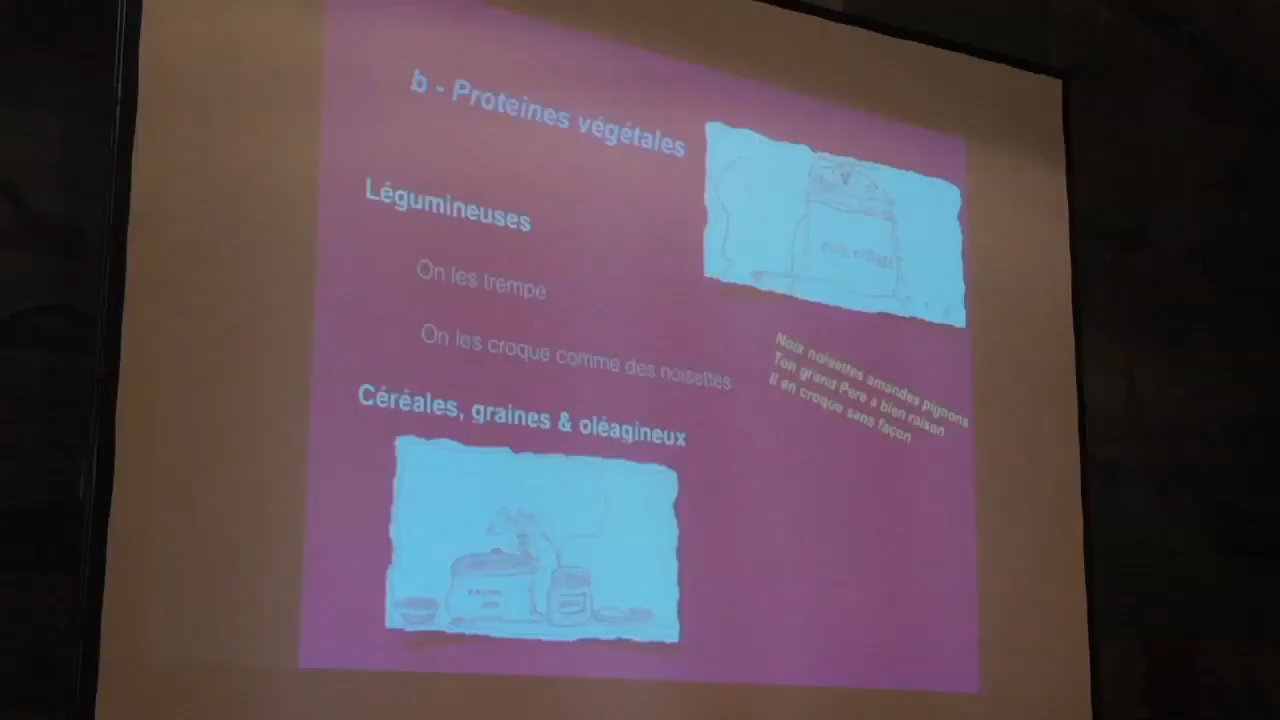 b - Proteines végétales
Légumineuses
On les trempe
On les croque comme des noisettes
Noix noisettes amandes pignons
Ton grand Pere a bien raison
Il en croque sans façon
Céréales, graines & oléagineux